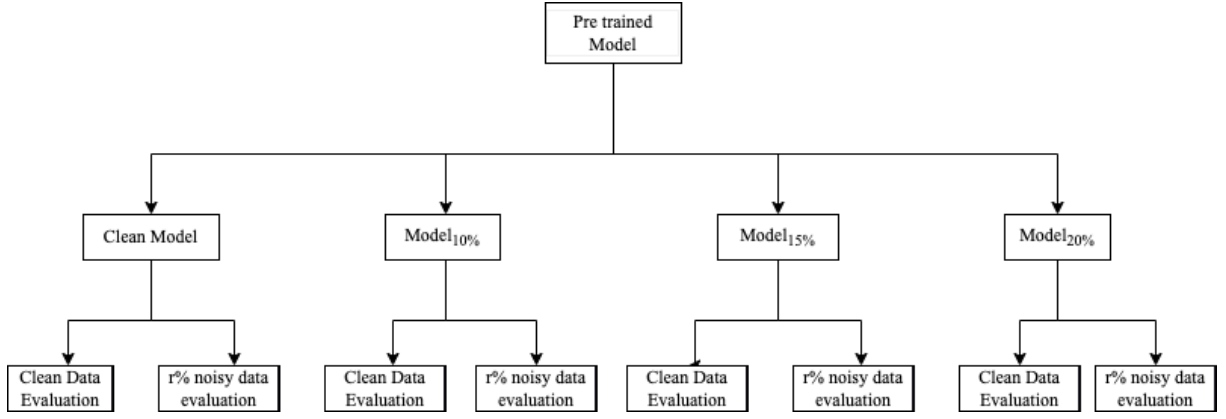 Pre trained
Model
Clean Model
Model10%
Model15%
Model20%
Clean Data
Evaluation
r% noisy data
evaluation
Clean Data
Evaluation
r% noisy data
evaluation
Clean Data
Evaluation
r% noisy data
evaluation
Clean Data
Evaluation
r% noisy data
evaluation